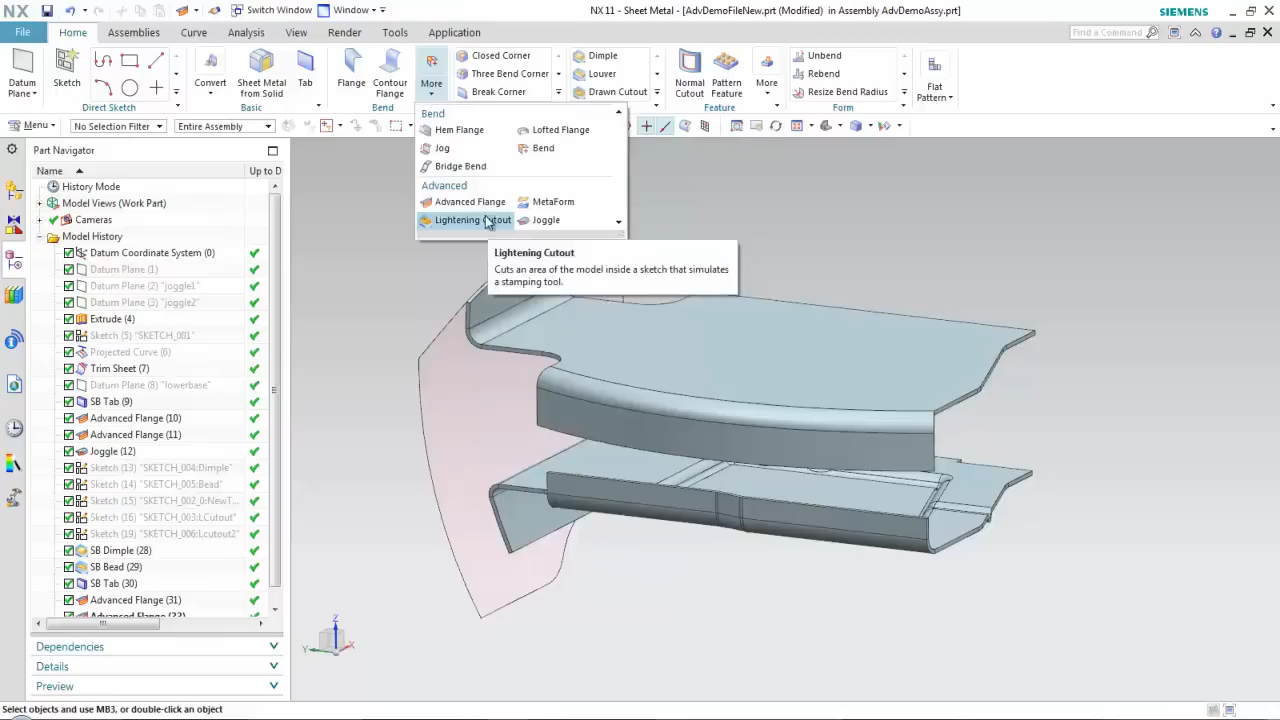 NX
Switch Window
Window
NX 11 - Sheet Metal - [AdvDemoFileNew.prt (Modified) in Assembly AdvDemoAssy.prt]
SIEMENS
File
Home
Assemblies
Curve
Analysis
View
Render
Tools
Application
Find a Command
Datum
Plane
Sketch
Direct Sketch
Convert
Sheet Metal
from Solid
Tab
Basic
Flange
Contour
Flange
Bend
More
Closed Corner
Three Bend Corner
Break Corner
Dimple
Louver
Drawn Cutout
Normal
Cutout
Pattern
Feature
More
Feature
Unbend
Rebend
Resize Bend Radius
Form
Flat
Pattern
Menu
No Selection Filter
Entire Assembly
Bend
Hem Flange
Lofted Flange
Jog
Bend
Bridge Bend
Advanced
Advanced Flange
MetaForm
Lightening Cutout
Joggle
Lightening Cutout
Cuts an area of the model inside a sketch that simulates
a stamping tool.
Part Navigator
Name
Up to D
History Mode
Model Views (Work Part)
Cameras
Model History
Datum Coordinate System (0)
Datum Plane (1)
Datum Plane (2) "joggle1"
Datum Plane (3) "joggle2"
Extrude (4)
Sketch (5) "SKETCH_001"
Projected Curve (6)
Trim Sheet (7)
Datum Plane (8) "lowerbase"
SB Tab (9)
Advanced Flange (10)
Advanced Flange (11)
Joggle (12)
Sketch (13) "SKETCH_004:Dimple"
Sketch (14) "SKETCH_005:Bead"
Sketch (15) "SKETCH_002_0:NewT...
Sketch (16) "SKETCH_003:LCutout"
Sketch (19) "SKETCH_006:Lcutout2"
SB Dimple (28)
SB Bead (29)
SB Tab (30)
Advanced Flange (31)
Dependencies
Details
Preview
Z
Y
X
Select objects and use MB3, or double-click an object